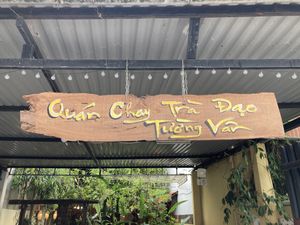 Quán Chay Trà Đạo
Tường Vân